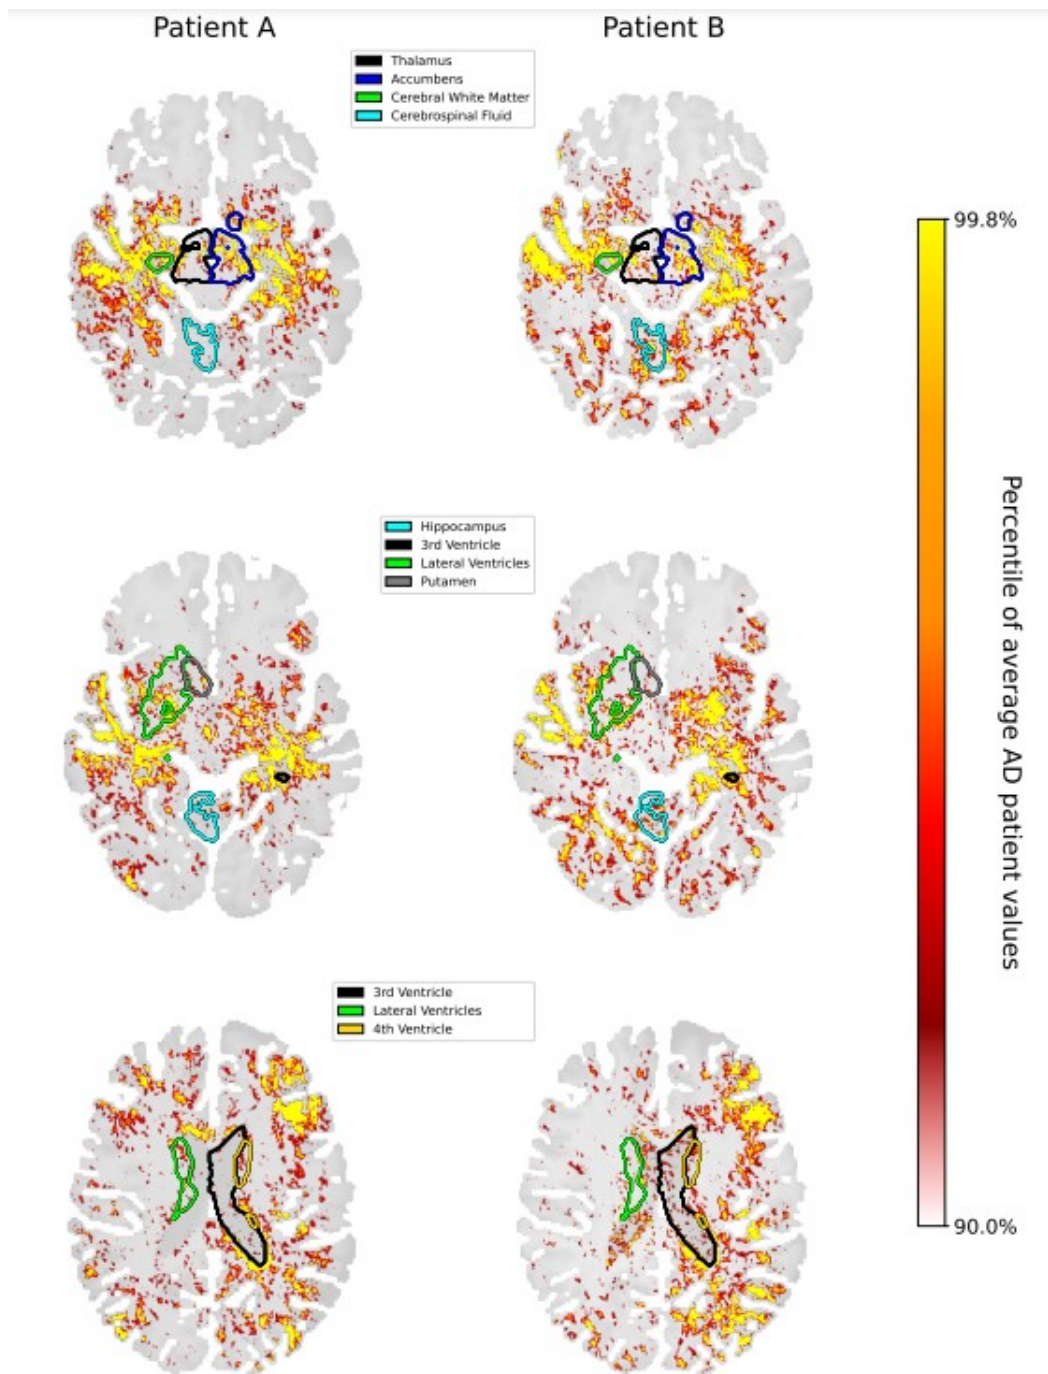 Patient A
Patient B
Thalamus
Accumbens
Cerebral White Matter
Cerebrospinal Fluid
99.8%
Percentile of average AD patient values
90.0%
Hippocampus
3rd Ventricle
Lateral Ventricles
Putamen
3rd Ventricle
Lateral Ventricles
4th Ventricle